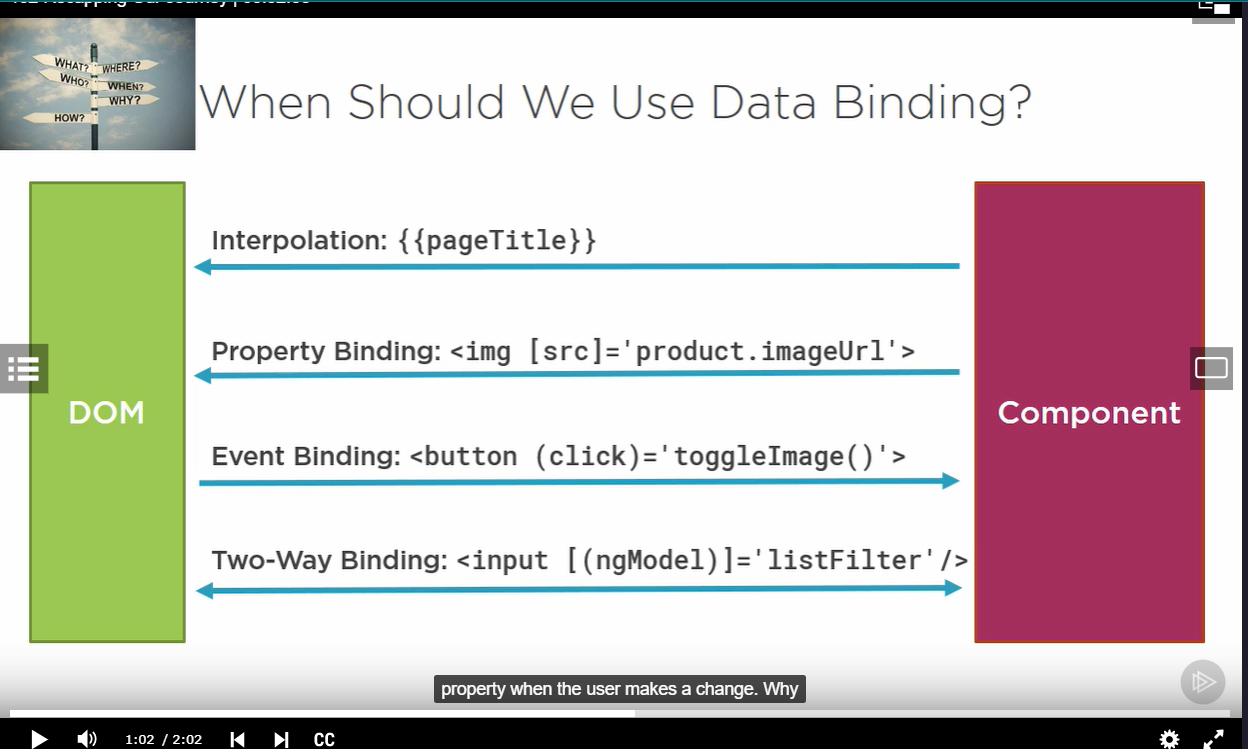 WHAT?
WHERE?
WHO?
WHEN?
WHY?
HOW?
When Should We Use Data Binding?
Interpolation: {{pageTitle}}
Property Binding: <img [src]='product.imageUrl'>
DOM
Component
Event Binding: <button (click)='toggleImage()'>
Two-Way Binding: <input [(ngModel)]='listFilter'/>
property when the user makes a change. Why
1:02 / 2:02
CC